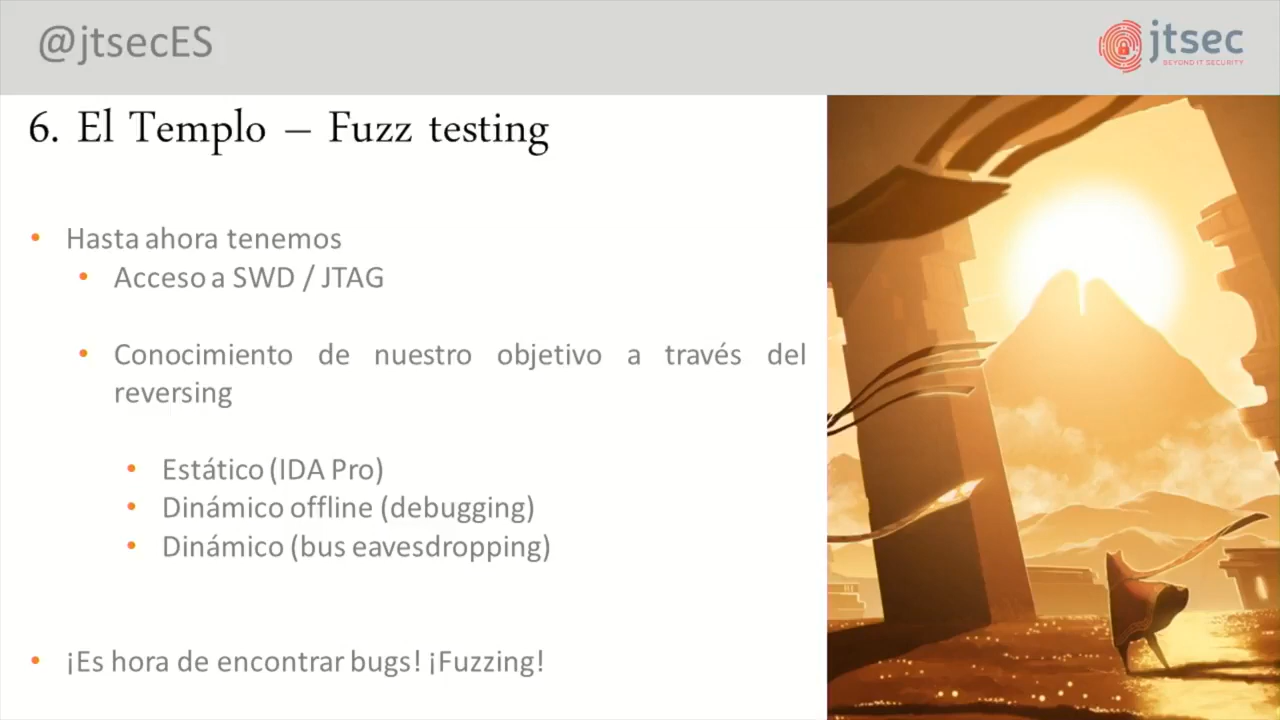 @jtsecES
jtsec
BEYOND IT SECURITY
6. El Templo – Fuzz testing
• Hasta ahora tenemos
• Acceso a SWD / JTAG
• Conocimiento de nuestro objetivo a través del
reversing
• Estático (IDA Pro)
• Dinámico offline (debugging)
• Dinámico (bus eavesdropping)
• ¡Es hora de encontrar bugs! ¡Fuzzing!